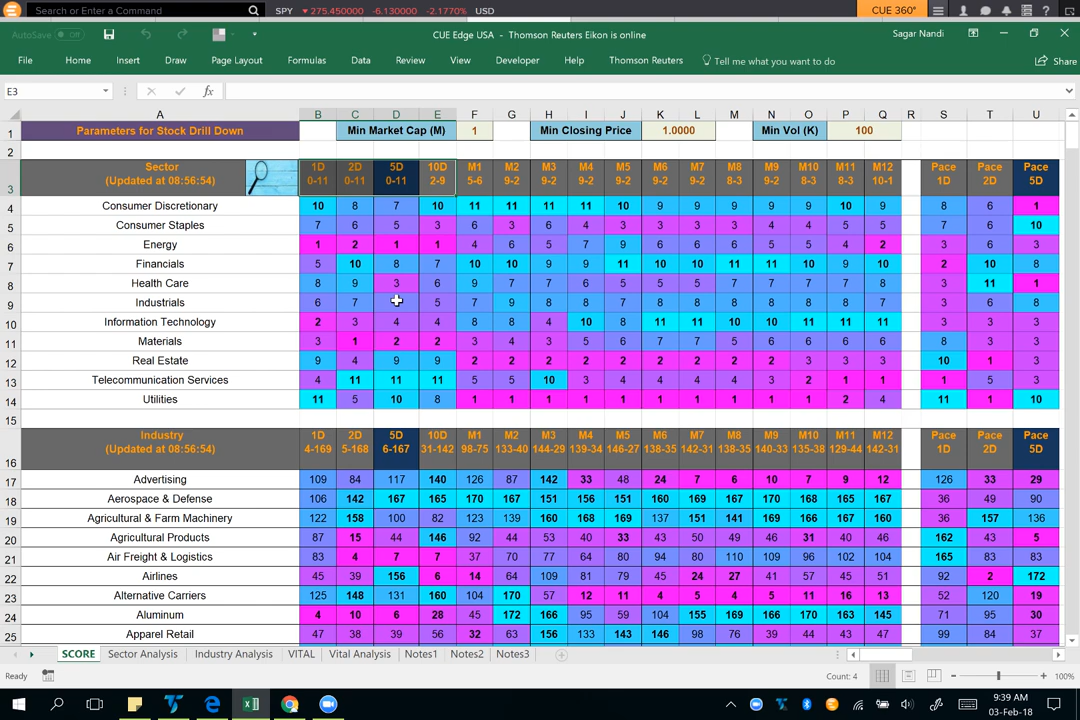 Search or Enter a Command SPY 275.450000 -6.130000 -2.1770% USD CUE 360°
AutoSave Off CUE Edge USA - Thomson Reuters Eikon is online Sagar Nandi
File Home Insert Draw Page Layout Formulas Data Review View Developer Help Thomson Reuters Tell me what you want to do Share
E3 fx
B C D E F G H I J K L M N O P Q R S T U
1 Parameters for Stock Drill Down Min Market Cap (M) 1 Min Closing Price 1.0000 Min Vol (K) 100
2
Sector 1D 2D 5D 10D M1 M2 M3 M4 M5 M6 M7 M8 M9 M10 M11 M12 Pace Pace Pace
3 (Updated at 08:56:54) 0-11 0-11 0-11 2-9 5-6 9-2 9-2 9-2 9-2 9-2 9-2 8-3 9-2 8-3 8-3 10-1 1D 2D 5D
4 Consumer Discretionary 10 8 7 10 11 11 11 11 10 9 9 9 9 9 10 9 8 6 1
5 Consumer Staples 7 6 5 3 6 3 6 4 3 3 3 4 4 4 5 5 7 6 10
6 Energy 1 2 1 1 4 6 5 7 9 6 6 6 5 5 4 2 3 6 3
7 Financials 5 10 8 7 10 10 9 9 11 10 10 11 11 10 9 10 2 10 8
8 Health Care 8 9 3 6 9 7 7 6 5 5 5 7 7 7 7 8 3 11 1
9 Industrials 6 7 5 7 9 8 8 7 8 8 8 8 8 8 7 3 6 8
10 Information Technology 2 3 4 4 8 8 4 10 8 11 11 10 10 11 11 11 3 3 3
11 Materials 3 1 2 2 3 4 3 5 6 7 7 5 6 6 6 6 8 3 3
12 Real Estate 9 4 9 9 2 2 2 2 2 2 2 2 2 3 3 3 10 1 3
13 Telecommunication Services 4 11 11 11 5 5 10 3 4 4 4 3 3 2 1 1 1 5 3
14 Utilities 11 5 10 8 1 1 1 1 1 1 1 1 1 1 2 4 11 1 10
15
Industry 1D 2D 5D 10D M1 M2 M3 M4 M5 M6 M7 M8 M9 M10 M11 M12 Pace Pace Pace
16 (Updated at 08:56:54) 4-169 5-168 6-167 31-142 98-75 133-40 144-29 139-34 146-27 138-35 142-31 138-35 140-33 135-38 129-44 142-31 1D 2D 5D
17 Advertising 109 84 117 140 126 87 142 33 48 24 7 6 10 7 9 12 126 33 29
18 Aerospace & Defense 106 142 167 165 170 167 151 156 151 160 169 167 170 168 165 167 36 49 90
19 Agricultural & Farm Machinery 122 158 100 82 123 139 160 168 169 137 151 141 169 166 167 160 36 157 136
20 Agricultural Products 87 15 44 146 92 44 53 40 33 43 50 49 46 31 40 46 162 43 5
21 Air Freight & Logistics 83 4 7 7 37 70 77 64 80 94 80 110 109 96 102 104 165 83 83
22 Airlines 45 39 156 6 14 64 109 81 79 45 24 27 41 57 45 51 92 2 172
23 Alternative Carriers 125 148 131 160 104 170 57 12 11 4 5 4 5 11 16 13 52 120 19
24 Aluminum 4 10 6 28 45 172 166 95 59 104 155 169 166 170 163 145 71 95 30
25 Apparel Retail 47 38 39 56 32 63 156 133 143 146 98 76 39 44 43 47 99 84 37
SCORE Sector Analysis Industry Analysis VITAL Vital Analysis Notes1 Notes2 Notes3
Ready Count: 4 100%
9:39 AM
03-Feb-18